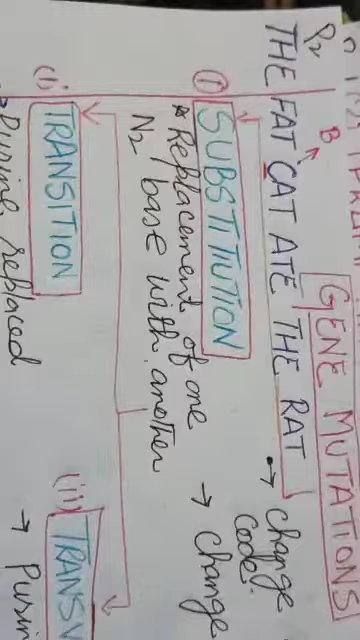 GENE MUTATIONS
B
THE FAT CAT ATE THE RAT
→ change
code.
① SUBSTITUTION
→ change
* Replacement of one
N2 base with another
(i) TRANSITION
(ii) TRANSV
Purine replaced
→ Purin